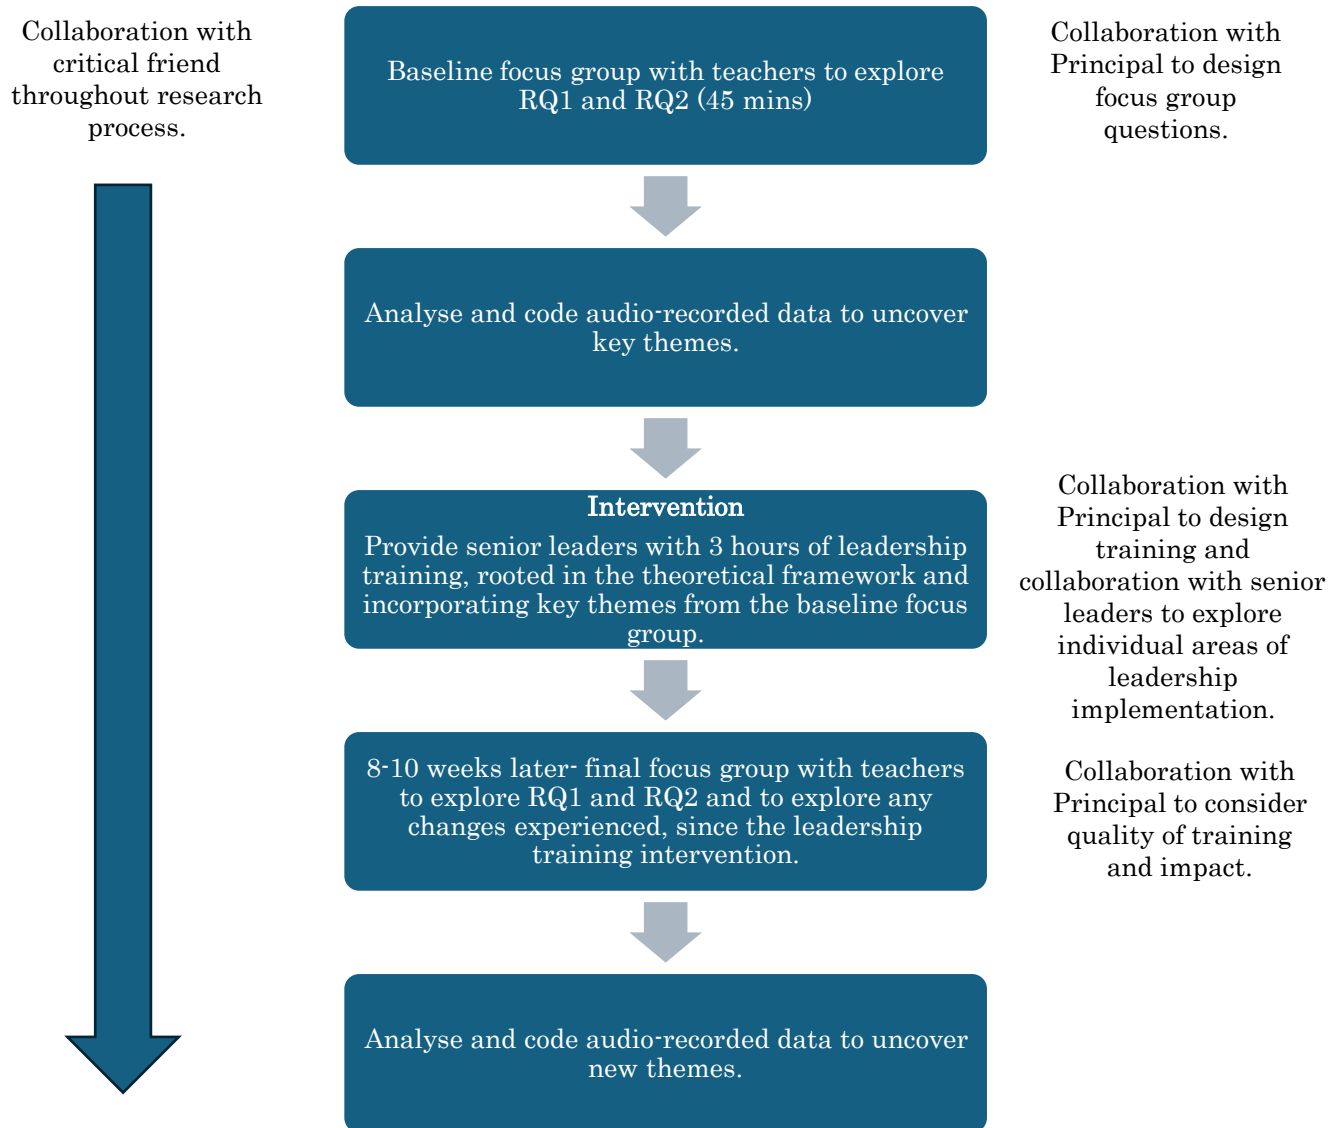 Collaboration with
critical friend
throughout research
process.
Baseline focus group with teachers to explore
RQ1 and RQ2 (45 mins)
Collaboration with
Principal to design
focus group
questions.
Analyse and code audio-recorded data to uncover
key themes.
Intervention
Provide senior leaders with 3 hours of leadership
training, rooted in the theoretical framework and
incorporating key themes from the baseline focus
group.
Collaboration with
Principal to design
training and
collaboration with senior
leaders to explore
individual areas of
leadership
implementation.
8-10 weeks later- final focus group with teachers
to explore RQ1 and RQ2 and to explore any
changes experienced, since the leadership
training intervention.
Collaboration with
Principal to consider
quality of training
and impact.
Analyse and code audio-recorded data to uncover
new themes.